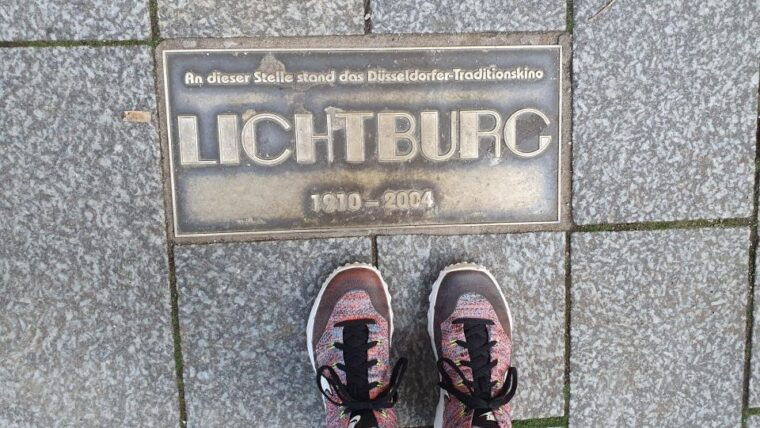 An dieser Stelle stand das Düsseldorfer-Traditionskino
LICHTBURG
1910 – 2004